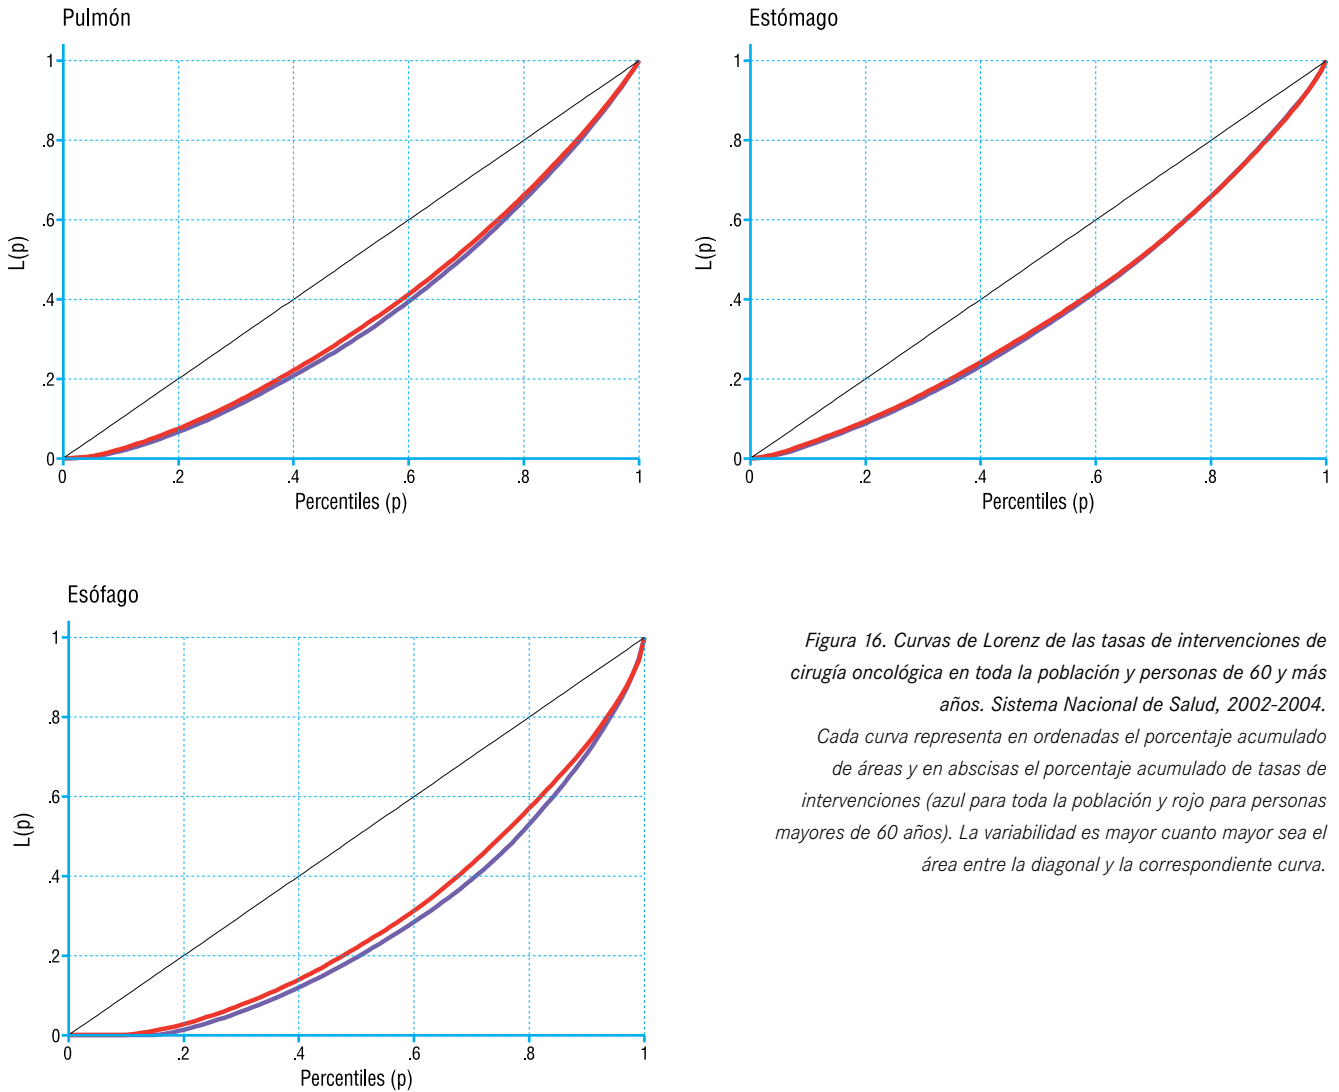 Pulmón
1
.8
.6
.4
.2
0
L(p)
0 .2 .4 .6 .8 1
Percentiles (p)
Estómago
1
.8
.6
.4
.2
0
L(p)
0 .2 .4 .6 .8 1
Percentiles (p)
Esófago
1
.8
.6
.4
.2
0
L(p)
0 .2 .4 .6 .8 1
Percentiles (p)
Figura 16. Curvas de Lorenz de las tasas de intervenciones de
cirugía oncológica en toda la población y personas de 60 y más
años. Sistema Nacional de Salud, 2002-2004.
Cada curva representa en ordenadas el porcentaje acumulado
de áreas y en abscisas el porcentaje acumulado de tasas de
intervenciones (azul para toda la población y rojo para personas
mayores de 60 años). La variabilidad es mayor cuanto mayor sea el
área entre la diagonal y la correspondiente curva.